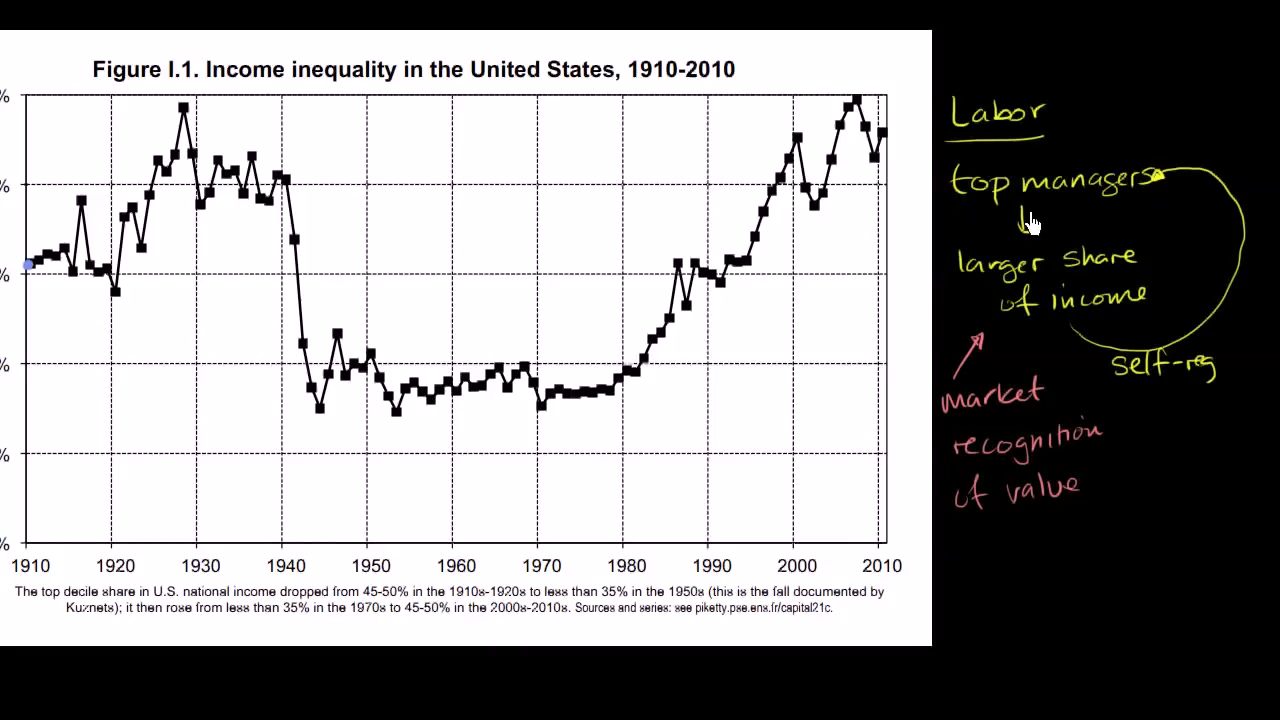 Figure I.1. Income inequality in the United States, 1910-2010
%
%
%
%
%
%
1910 1920 1930 1940 1950 1960 1970 1980 1990 2000 2010
The top decile share in U.S. national income dropped from 45-50% in the 1910s-1920s to less than 35% in the 1950s (this is the fall documented by
Kuznets); it then rose from less than 35% in the 1970s to 45-50% in the 2000s-2010s. Sources and series: see piketty.pse.ens.fr/capital21c.
Labor
top managers
larger share
of income
self-reg
market
recognition
of value